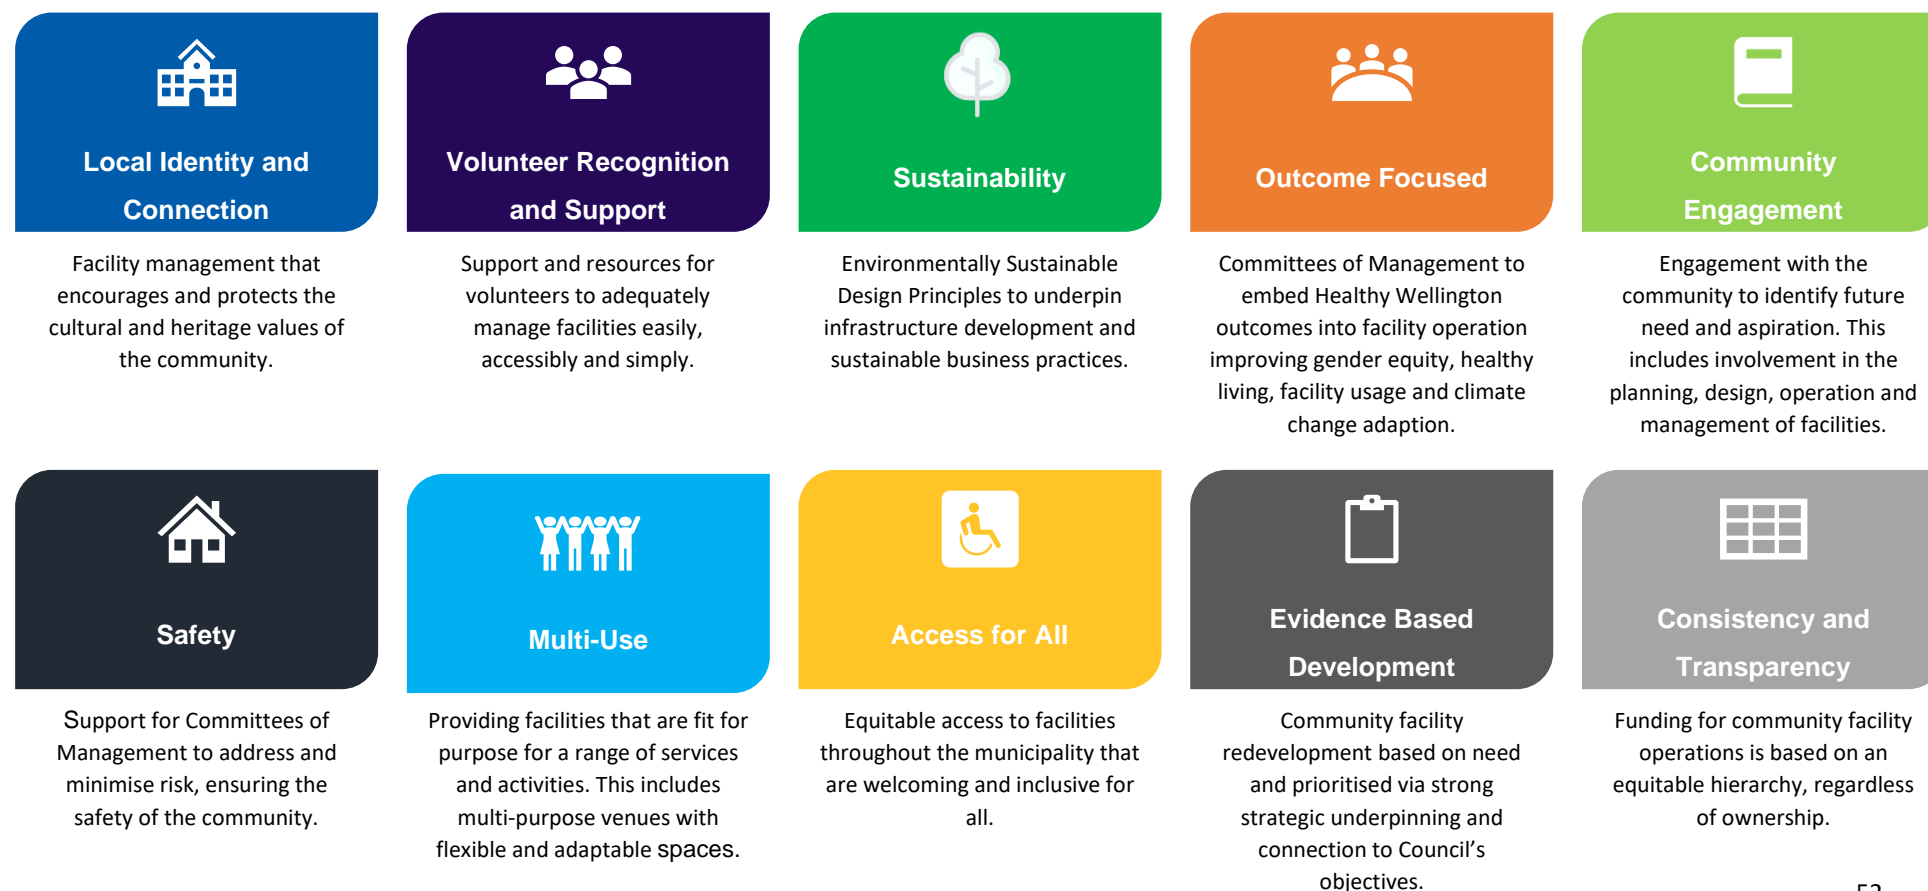 Local Identity and
Connection
Facility management that
encourages and protects the
cultural and heritage values of
the community.
Volunteer Recognition
and Support
Support and resources for
volunteers to adequately
manage facilities easily,
accessibly and simply.
Sustainability
Environmentally Sustainable
Design Principles to underpin
infrastructure development and
sustainable business practices.
Outcome Focused
Committees of Management to
embed Healthy Wellington
outcomes into facility operation
improving gender equity, healthy
living, facility usage and climate
change adaption.
Community
Engagement
Engagement with the
community to identify future
need and aspiration. This
includes involvement in the
planning, design, operation and
management of facilities.
Safety
Support for Committees of
Management to address and
minimise risk, ensuring the
safety of the community.
Multi-Use
Providing facilities that are fit for
purpose for a range of services
and activities. This includes
multi-purpose venues with
flexible and adaptable spaces.
Access for All
Equitable access to facilities
throughout the municipality that
are welcoming and inclusive for
all.
Evidence Based
Development
Community facility
redevelopment based on need
and prioritised via strong
strategic underpinning and
connection to Council's
objectives.
Consistency and
Transparency
Funding for community facility
operations is based on an
equitable hierarchy, regardless
of ownership.